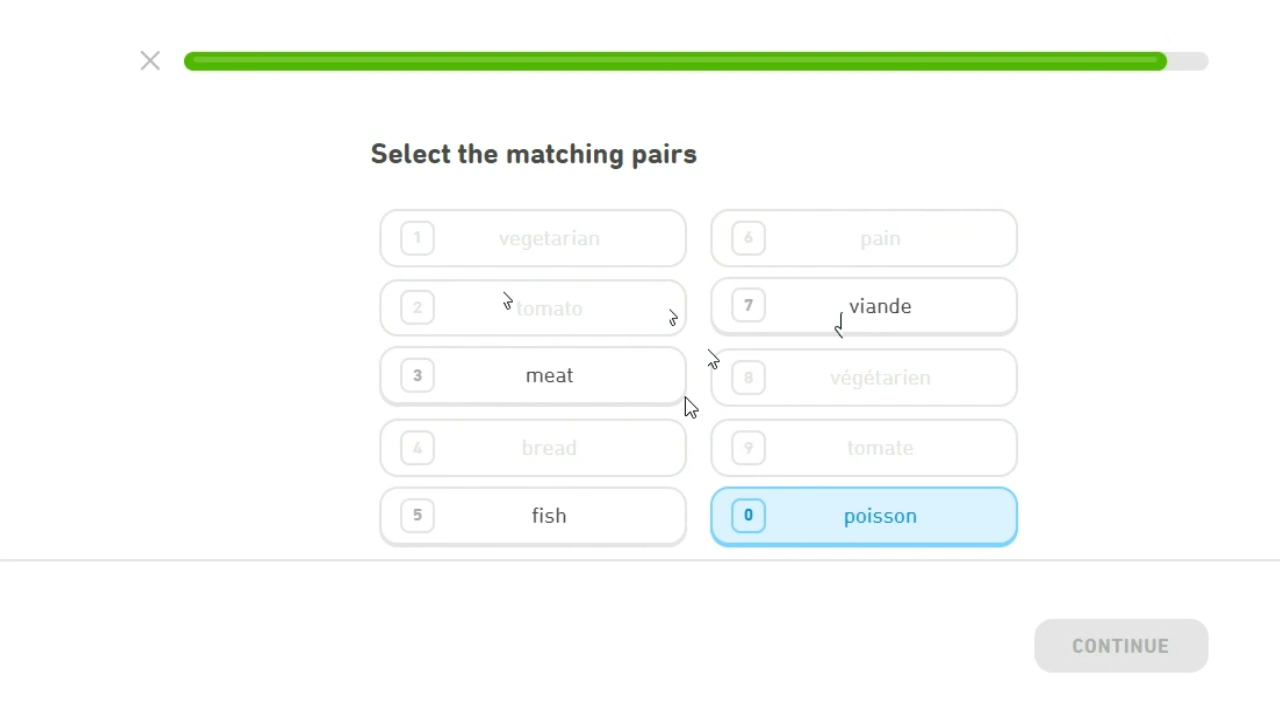 Select the matching pairs
1 vegetarian
6 pain
2 tomato
7 viande
3 meat
8 végétarien
4 bread
9 tomate
5 fish
0 poisson
CONTINUE